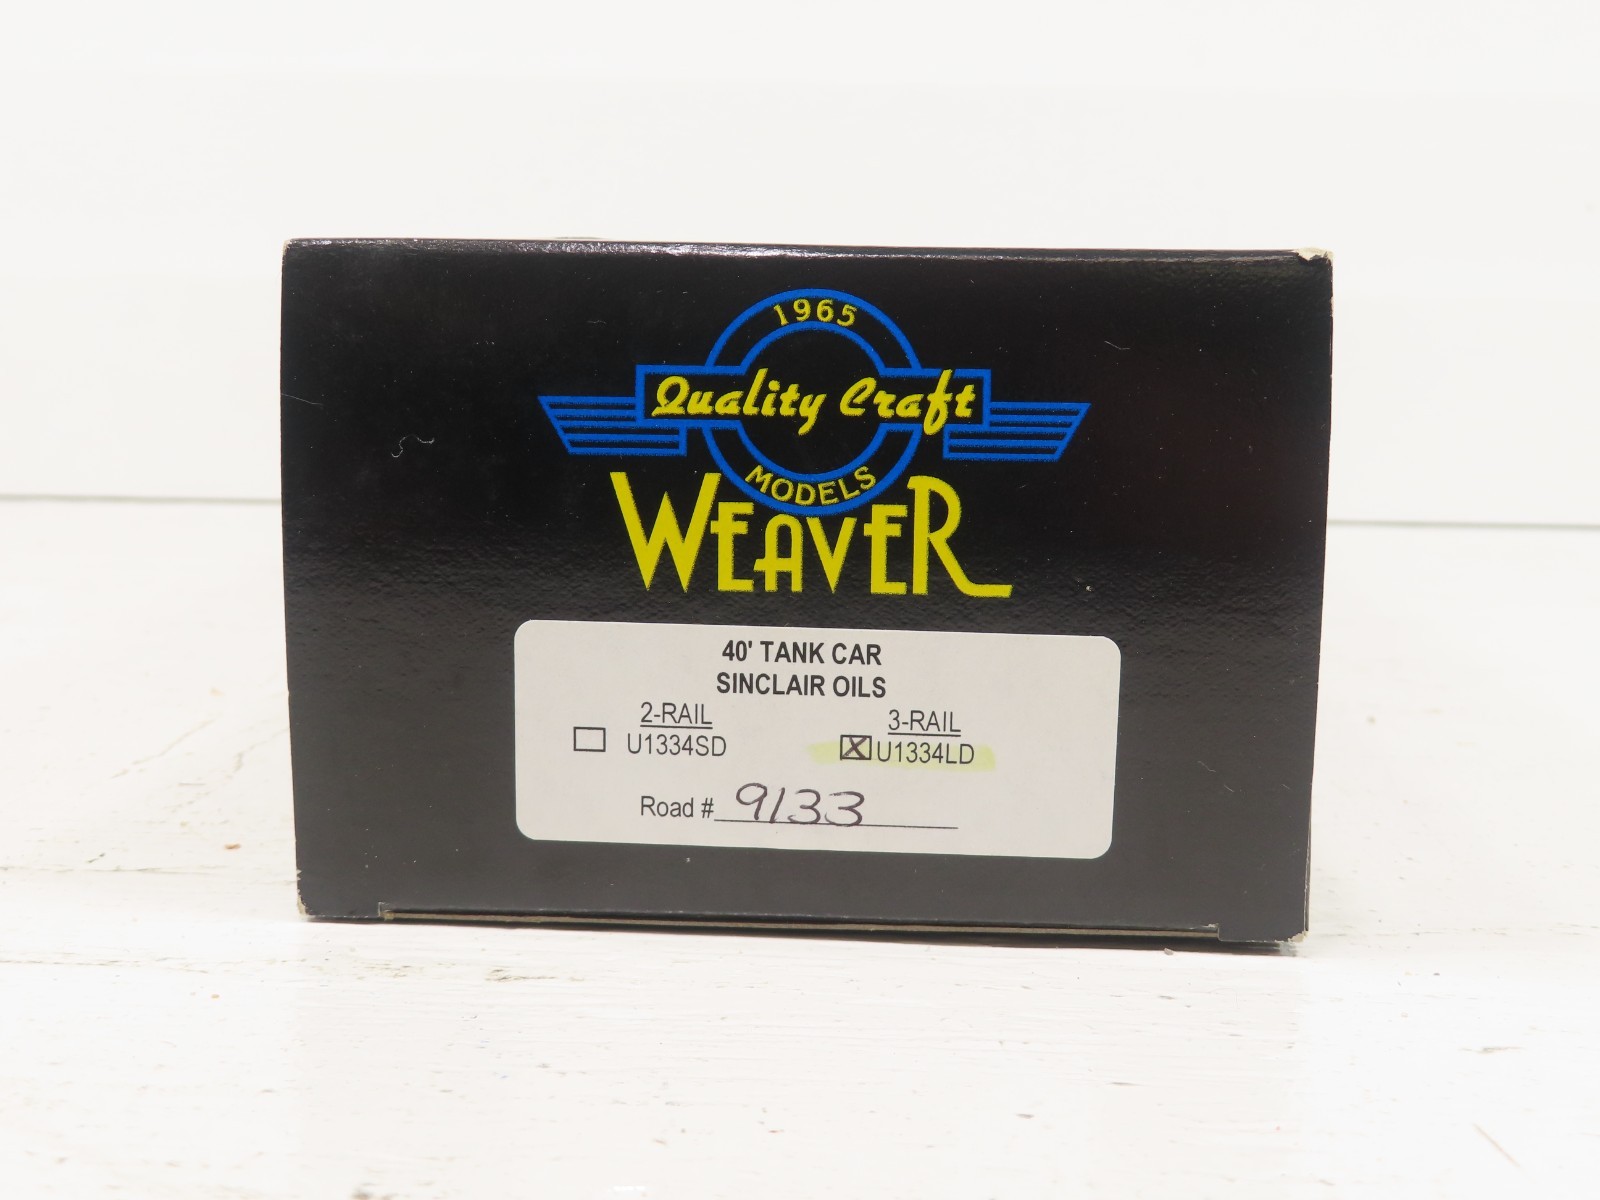 1965
Quality Craft
MODELS
WEAVER
40' TANK CAR
SINCLAIR OILS
2-RAIL 3-RAIL
U1334SD U1334LD
Road # 9133